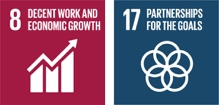 8 DECENT WORK AND
ECONOMIC GROWTH
17 PARTNERSHIPS
FOR THE GOALS